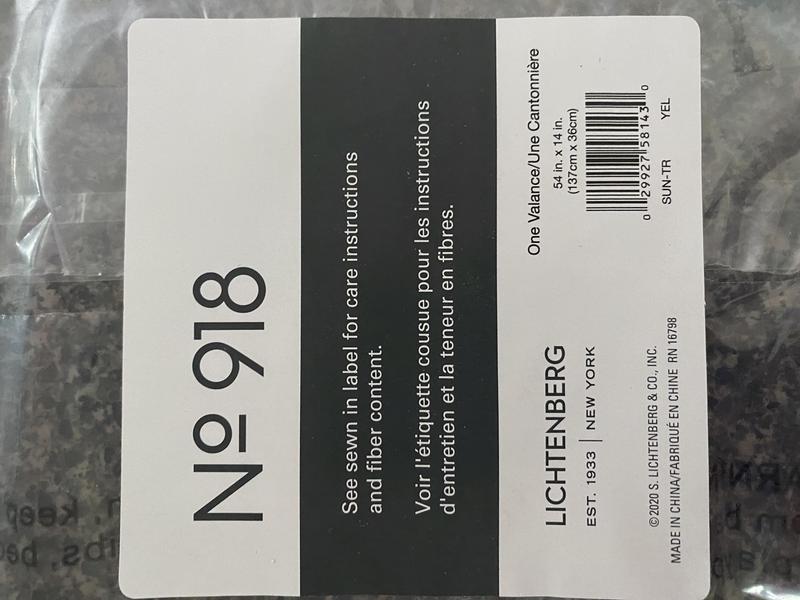 Nº 918
See sewn in label for care instructions
and fiber content.
Voir l'étiquette cousue pour les instructions
d'entretien et la teneur en fibres.
LICHTENBERG
EST. 1933 | NEW YORK
© 2020 S. LICHTENBERG & CO., INC.
MADE IN CHINA/FABRIQUÉ EN CHINE RN 16798
One Valance/Une Cantonnière
54 in. x 14 in.
(137cm x 36cm)
0 29927 58143 0
SUN-TR YEL
keep